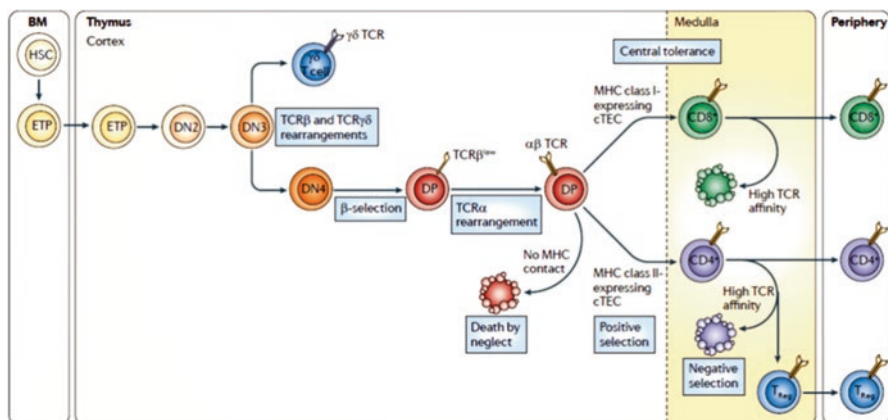 BM
Thymus
Cortex
Medulla
Periphery
HSC
ETP
ETP
DN2
DN3
γδ TCR
γδ
T cell
TCRβ and TCRγδ
rearrangements
DN4
β-selection
DP
TCRβˡᵒʷ
TCRα
rearrangement
αβ TCR
DP
No MHC
contact
Death by
neglect
Central tolerance
MHC class I-
expressing
cTEC
MHC class II-
expressing
cTEC
Positive
selection
CD8⁺
High TCR
affinity
CD4⁺
High TCR
affinity
Negative
selection
T Reg
CD8⁺
CD4⁺
T Reg